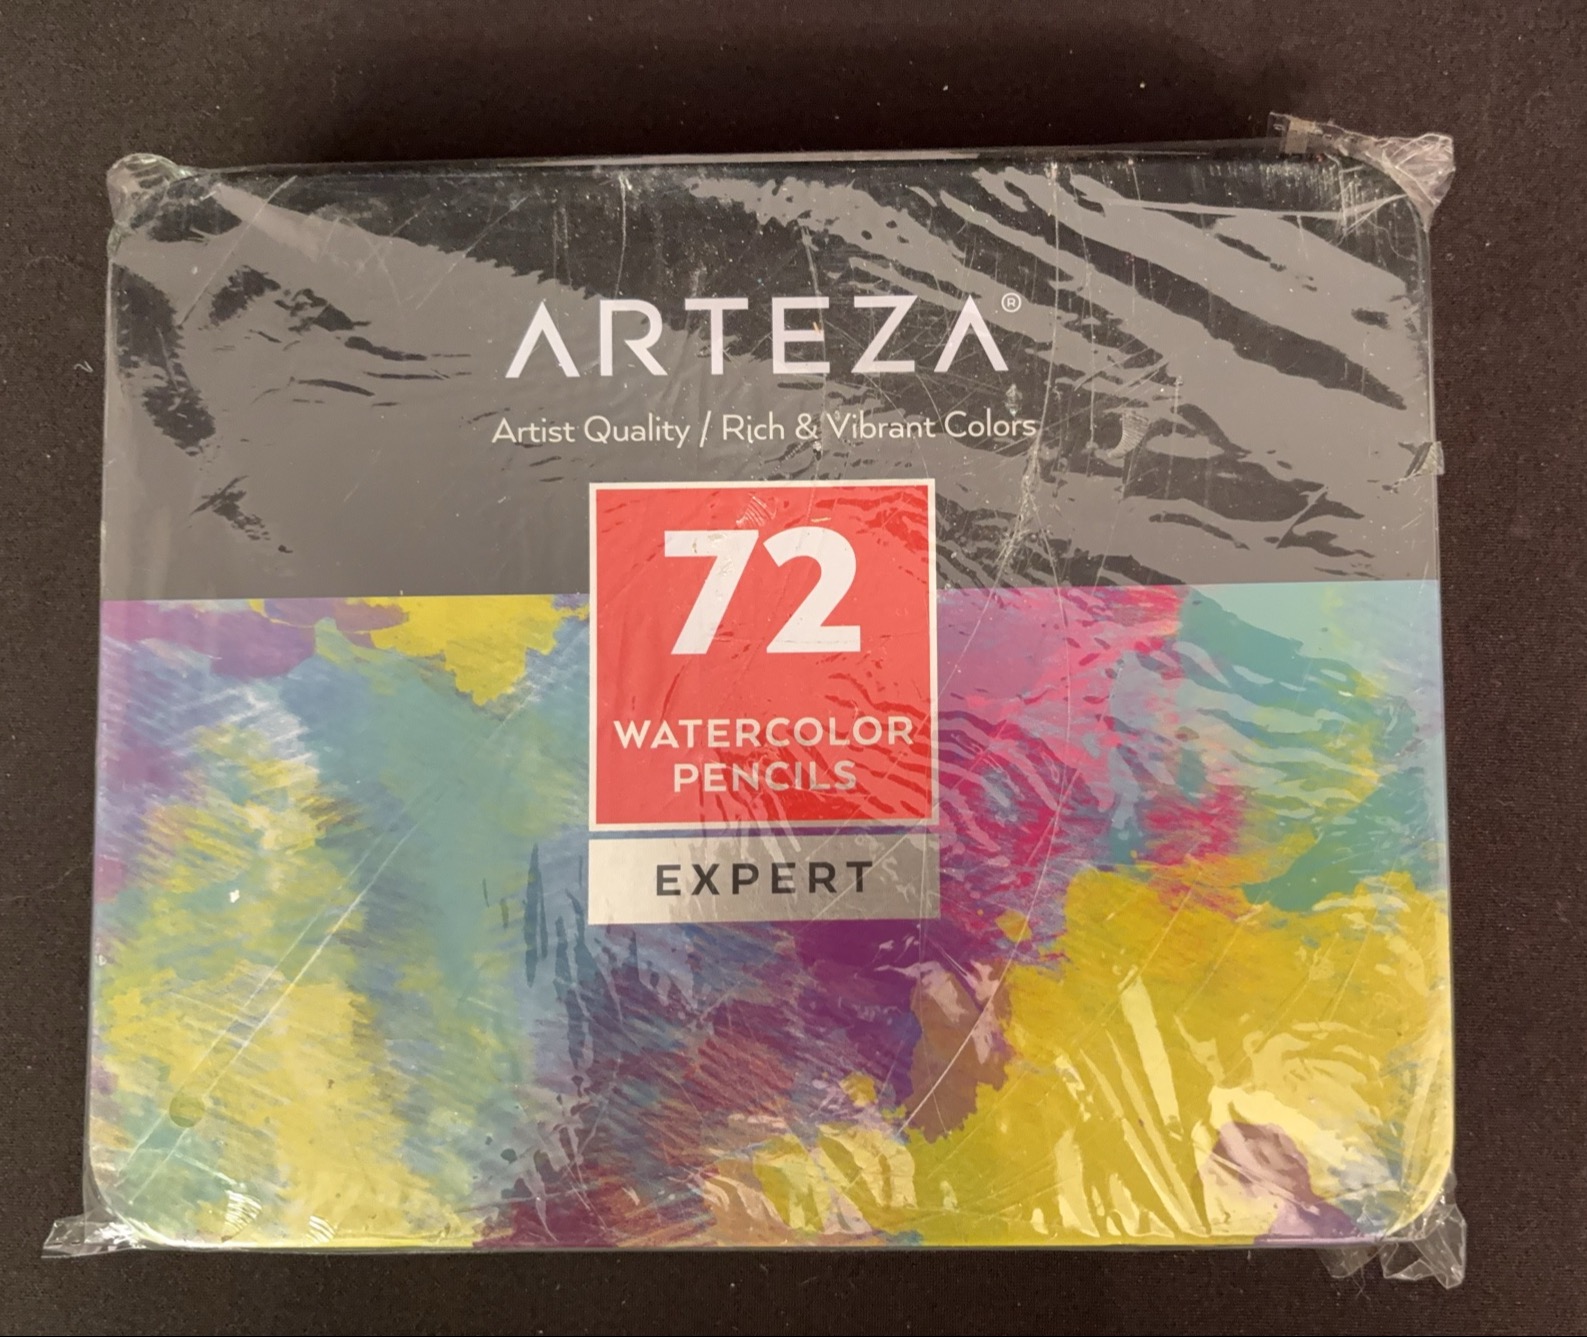 ARTEZA®
Artist Quality / Rich & Vibrant Colors
72
WATERCOLOR
PENCILS
EXPERT